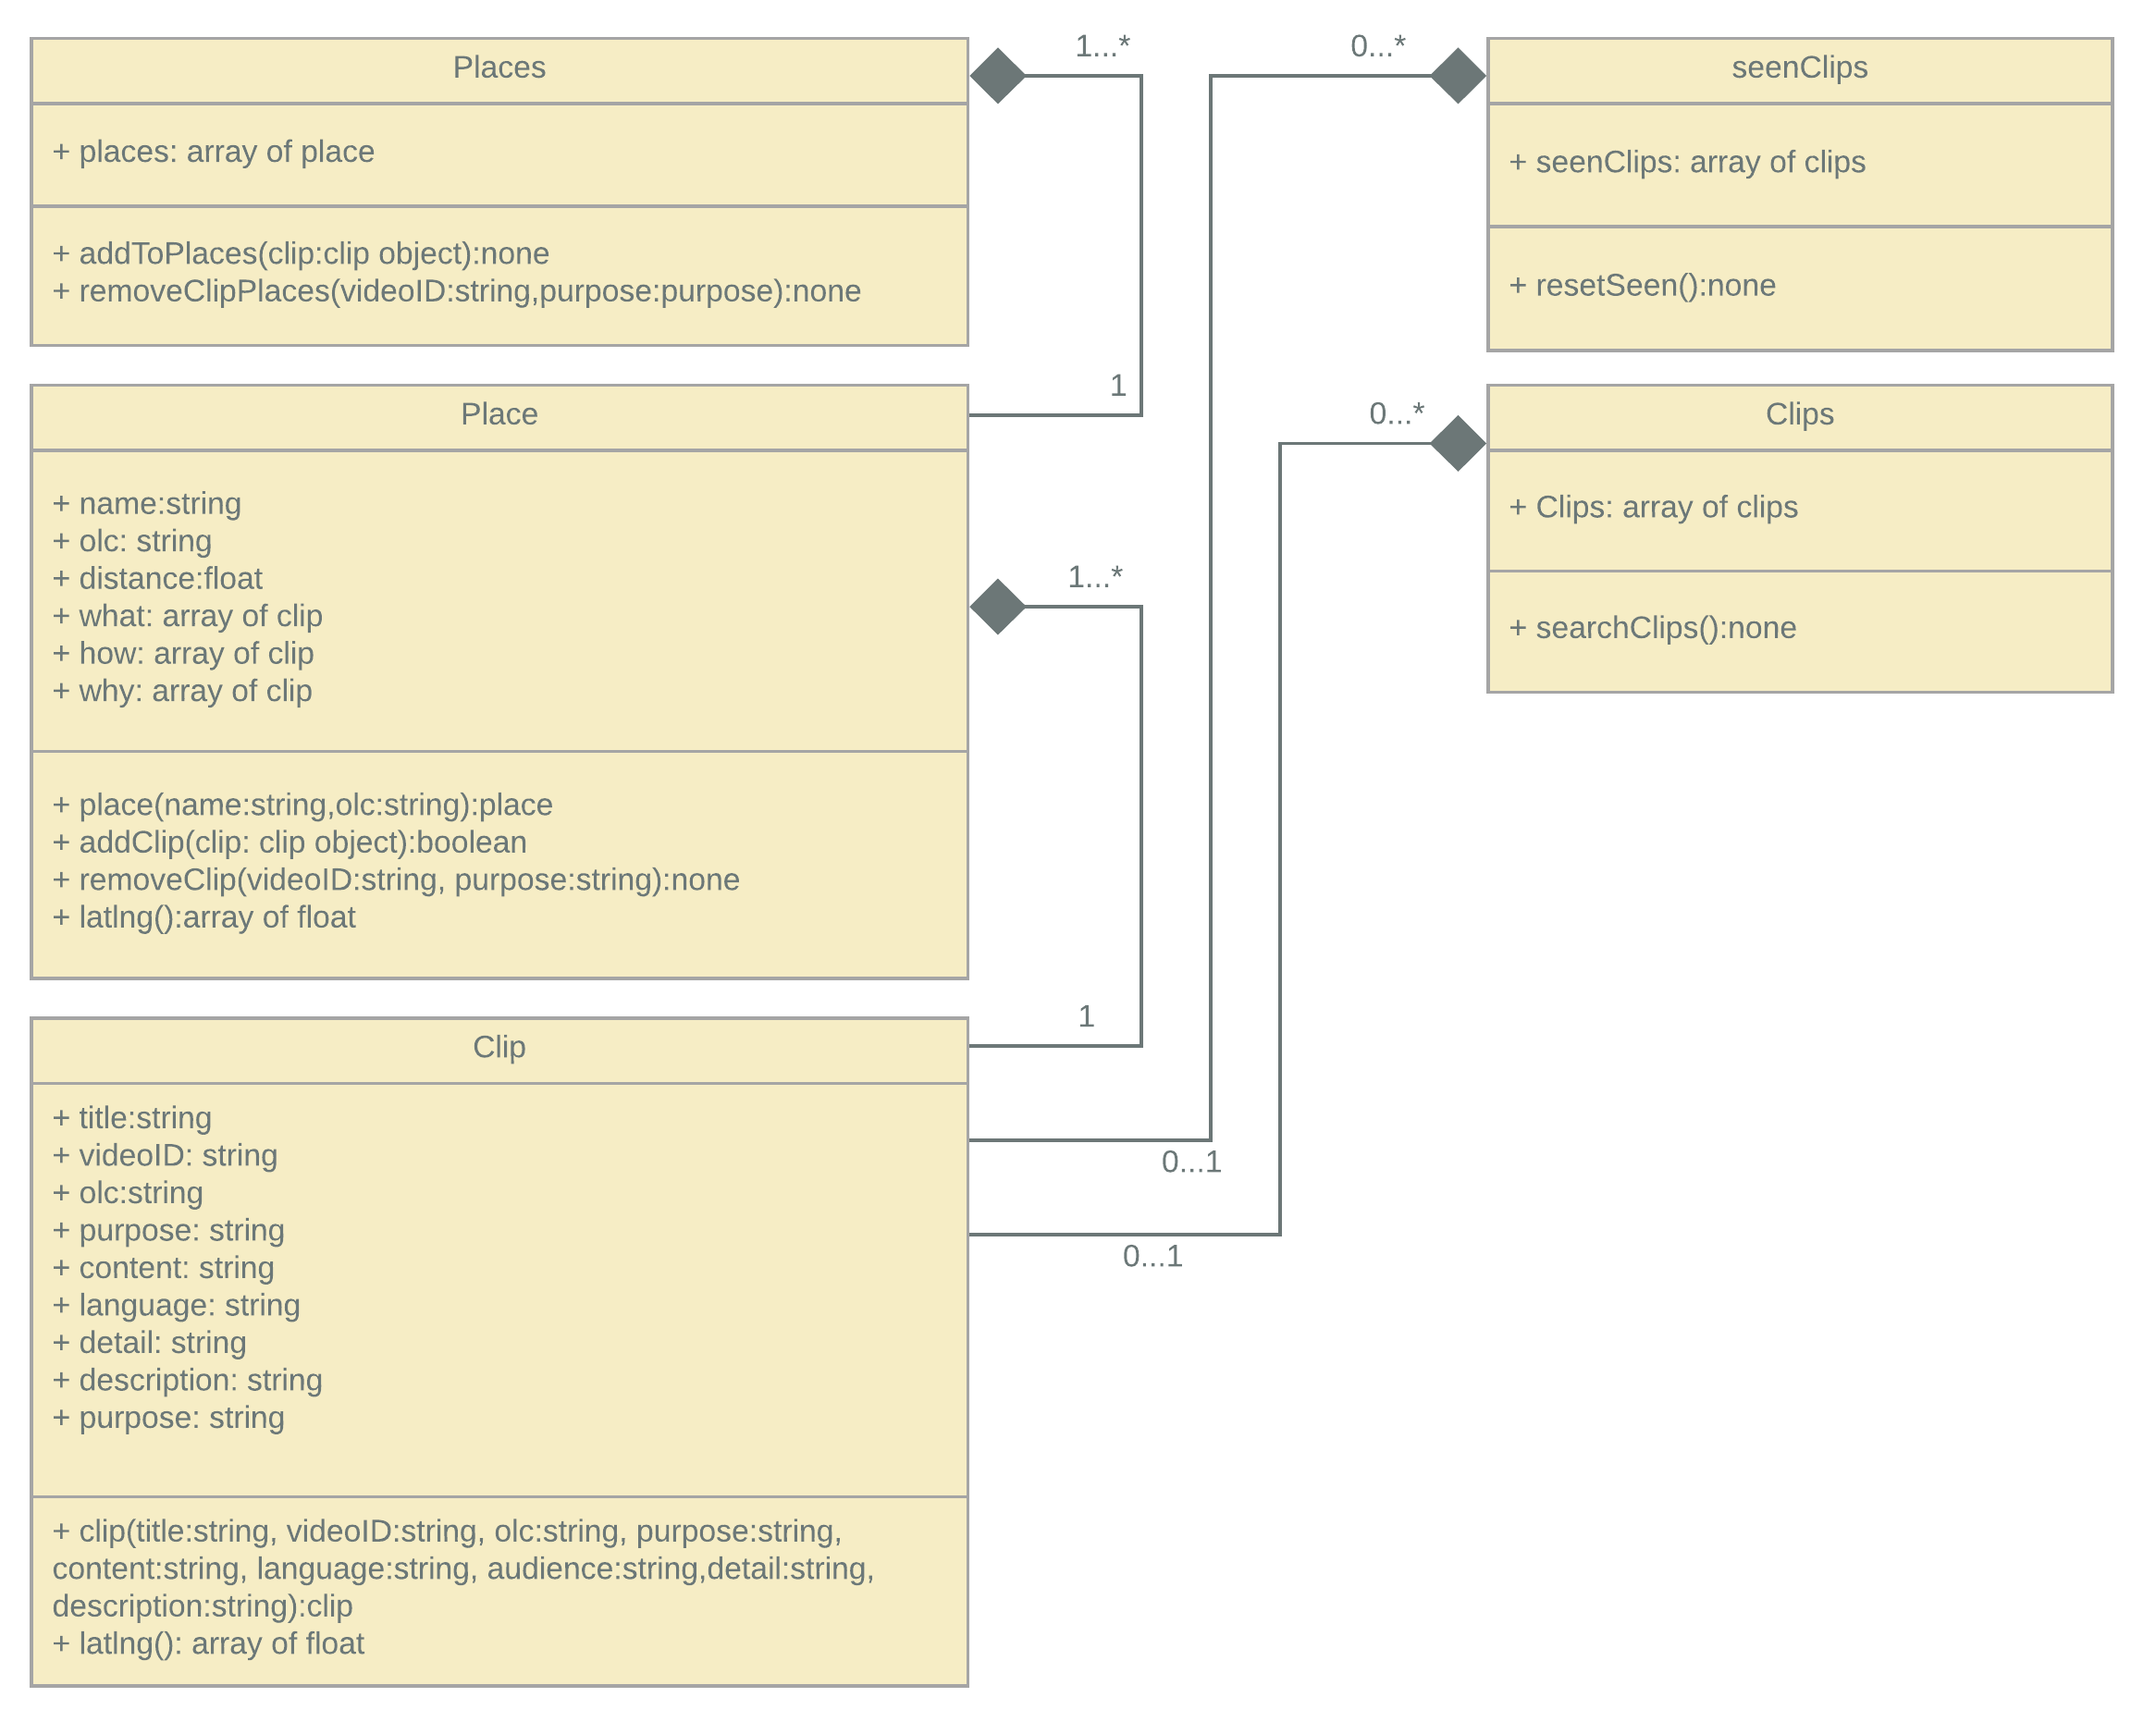 Places
+ places: array of place
+ addToPlaces(clip:clip object):none
+ removeClipPlaces(videoID:string,purpose:purpose):none
1...*
1
Place
+ name:string
+ olc: string
+ distance:float
+ what: array of clip
+ how: array of clip
+ why: array of clip
+ place(name:string,olc:string):place
+ addClip(clip: clip object):boolean
+ removeClip(videoID:string, purpose:string):none
+ latlng():array of float
1...*
1
Clip
+ title:string
+ videoID: string
+ olc:string
+ purpose: string
+ content: string
+ language: string
+ detail: string
+ description: string
+ purpose: string
+ clip(title:string, videoID:string, olc:string, purpose:string,
content:string, language:string, audience:string,detail:string,
description:string):clip
+ latlng(): array of float
0...1
0...1
0...*
seenClips
+ seenClips: array of clips
+ resetSeen():none
0...*
Clips
+ Clips: array of clips
+ searchClips():none